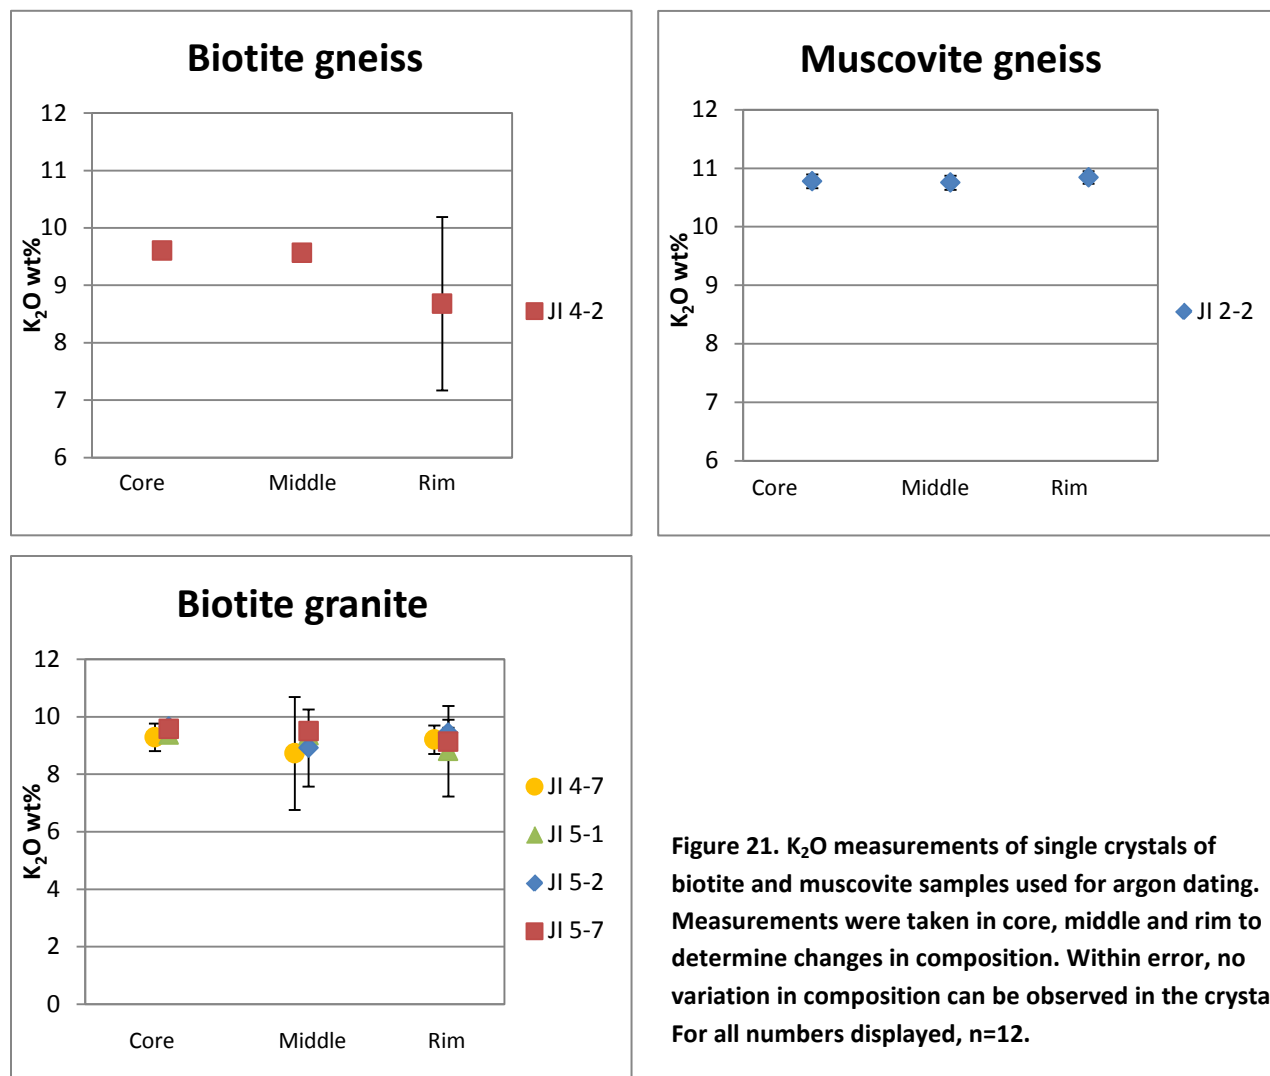 Biotite gneiss
12
11
10
9
8
7
6
K₂O wt%
Core Middle Rim
JI 4-2
Muscovite gneiss
12
11
10
9
8
7
6
K₂O wt%
Core Middle Rim
JI 2-2
Biotite granite
12
10
8
6
4
2
0
K₂O wt%
Core Middle Rim
JI 4-7
JI 5-1
JI 5-2
JI 5-7
Figure 21. K₂O measurements of single crystals of
biotite and muscovite samples used for argon dating.
Measurements were taken in core, middle and rim to
determine changes in composition. Within error, no
variation in composition can be observed in the crysta
For all numbers displayed, n=12.